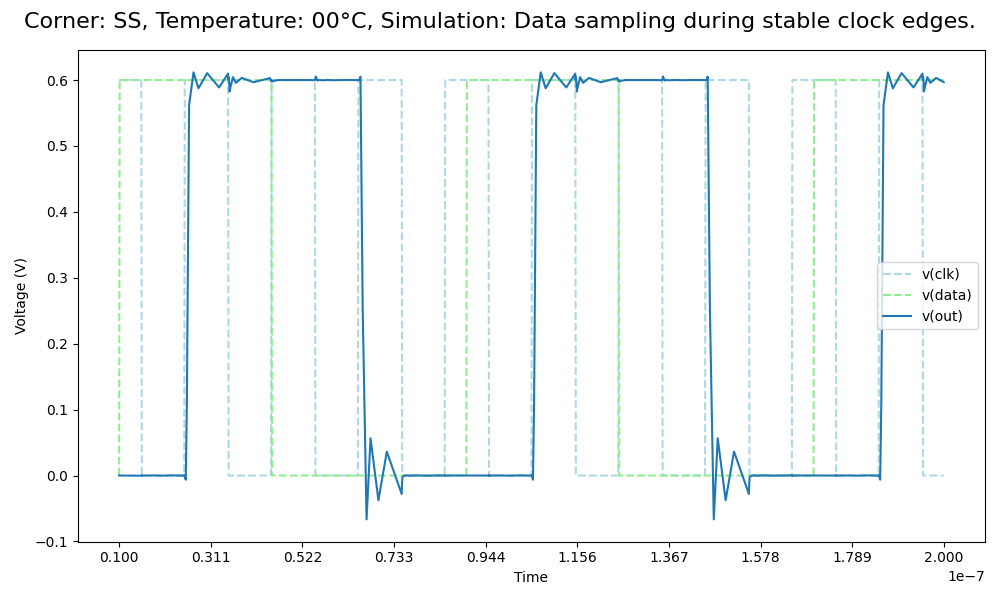 Corner: SS, Temperature: 00°C, Simulation: Data sampling during stable clock edges.
Voltage (V)
0.6
0.5
0.4
0.3
0.2
0.1
0.0
−0.1
v(clk)
v(data)
v(out)
0.100 0.311 0.522 0.733 0.944 1.156 1.367 1.578 1.789 2.000
Time
1e−7